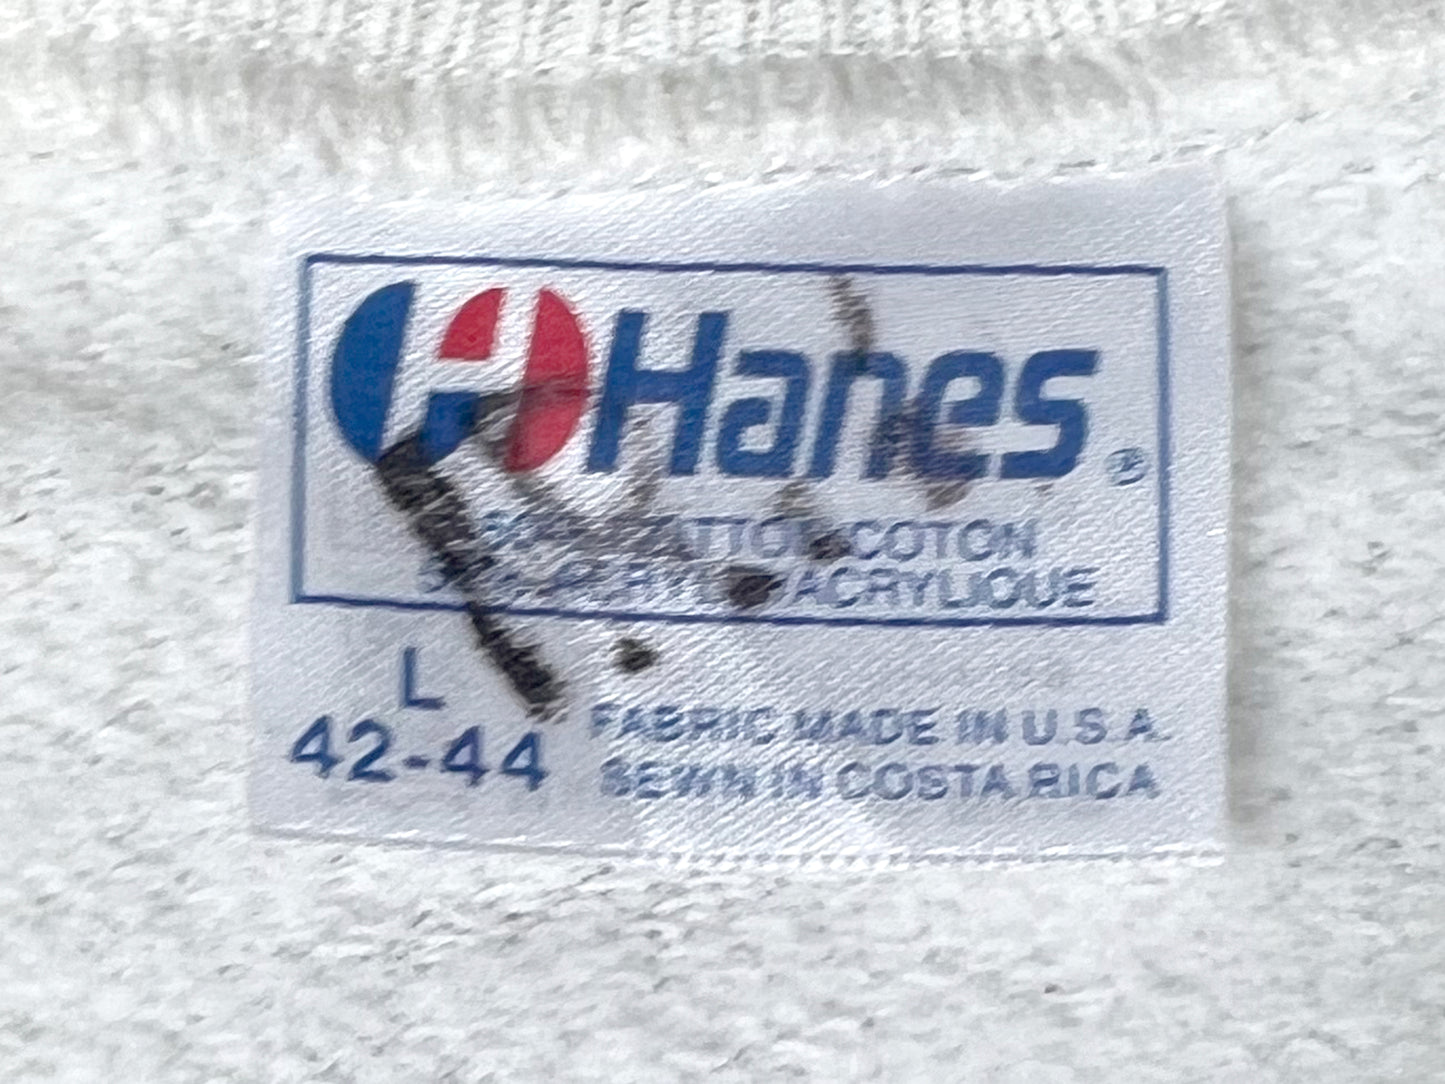 Hanes®
COTON
ACRYLIQUE
L
42-44
FABRIC MADE IN U.S.A.
SEWN IN COSTA RICA